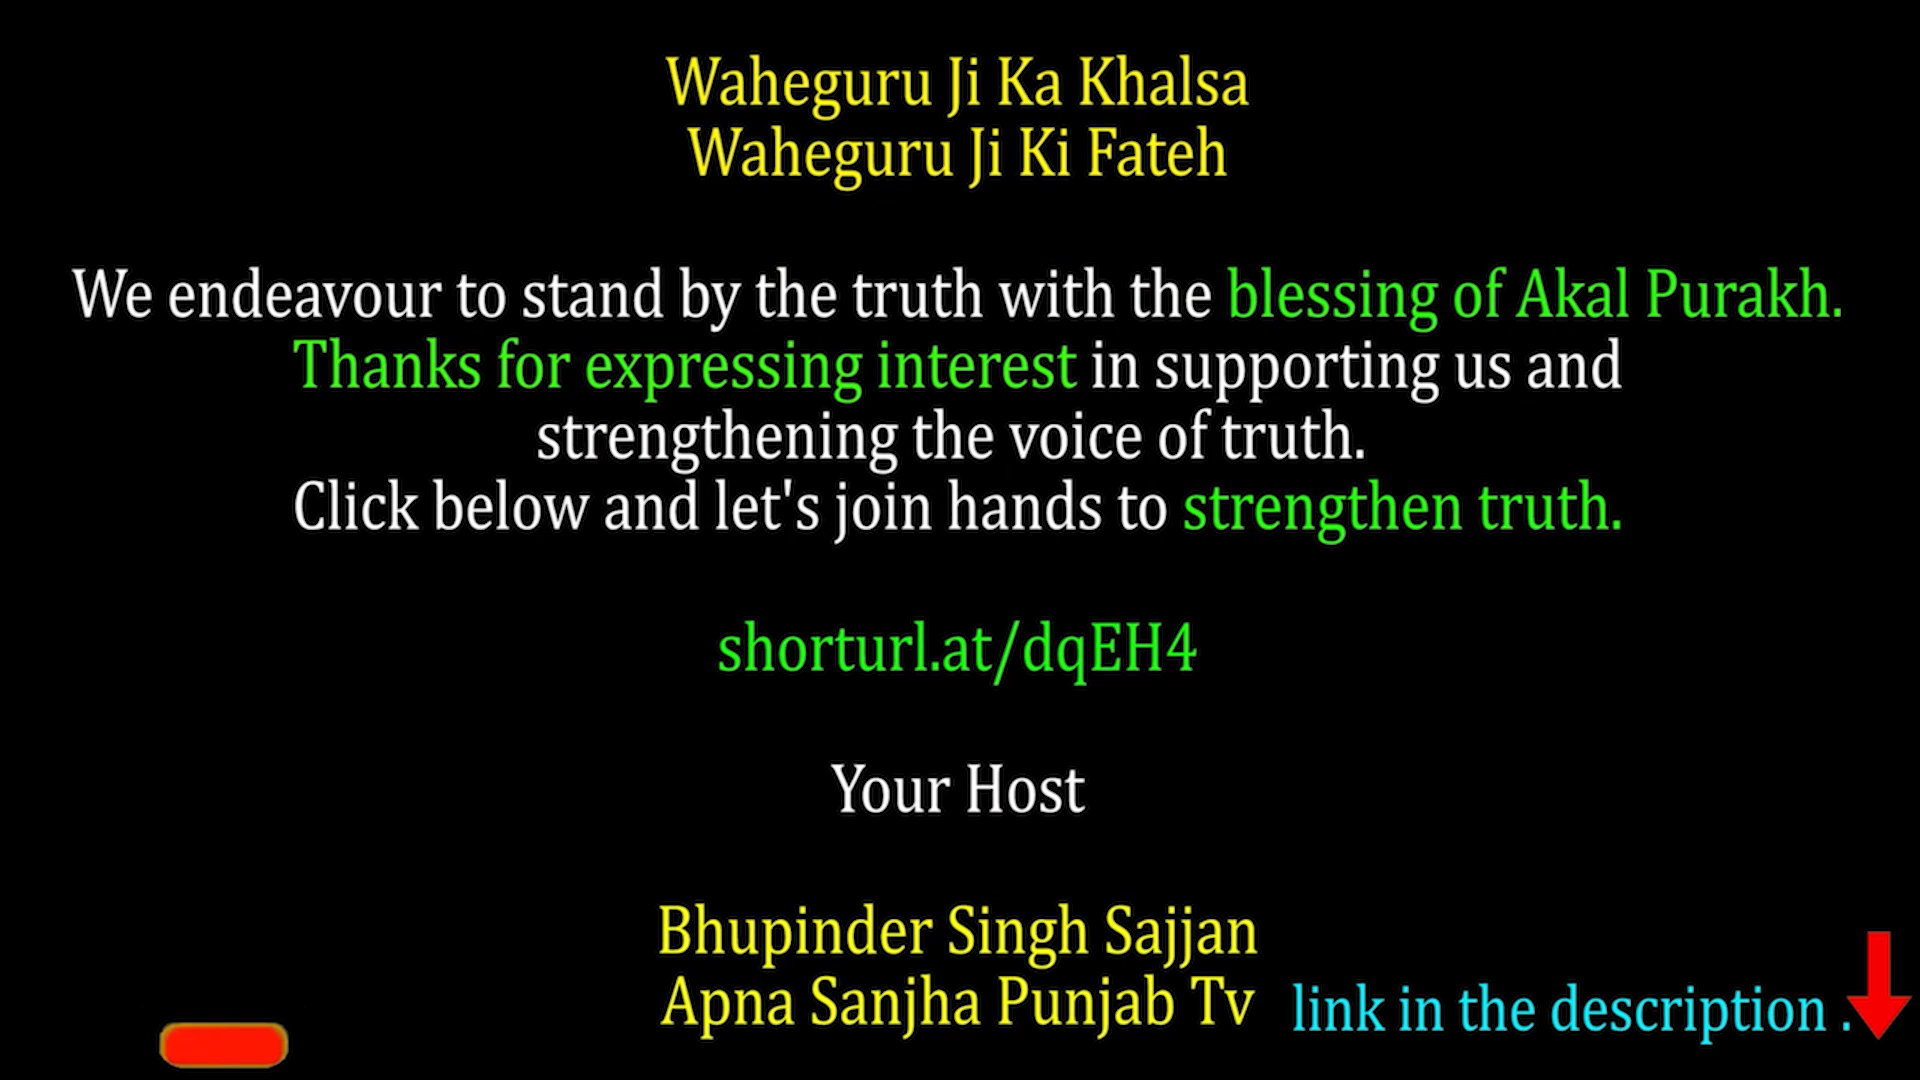 Waheguru Ji Ka Khalsa
Waheguru Ji Ki Fateh
We endeavour to stand by the truth with the blessing of Akal Purakh.
Thanks for expressing interest in supporting us and
strengthening the voice of truth.
Click below and let's join hands to strengthen truth.
shorturl.at/dqEH4
Your Host
Bhupinder Singh Sajjan
Apna Sanjha Punjab Tv
link in the description .